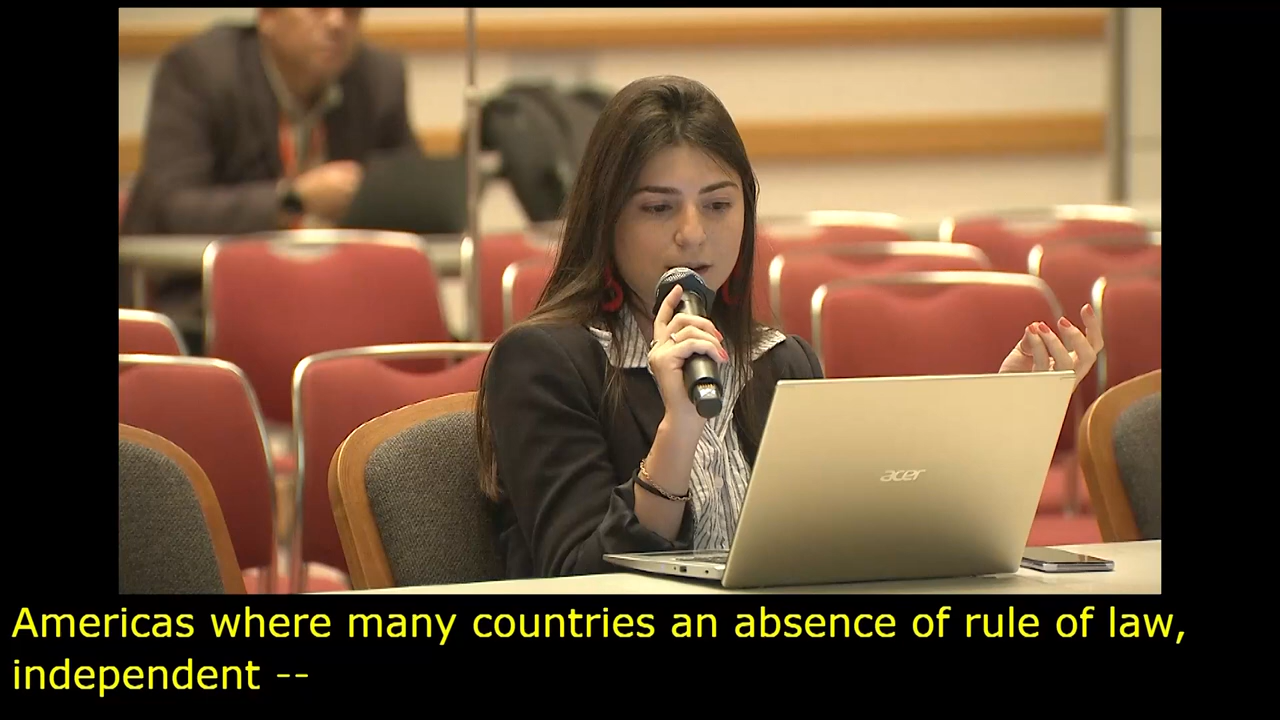 acer
Americas where many countries an absence of rule of law,
independent --